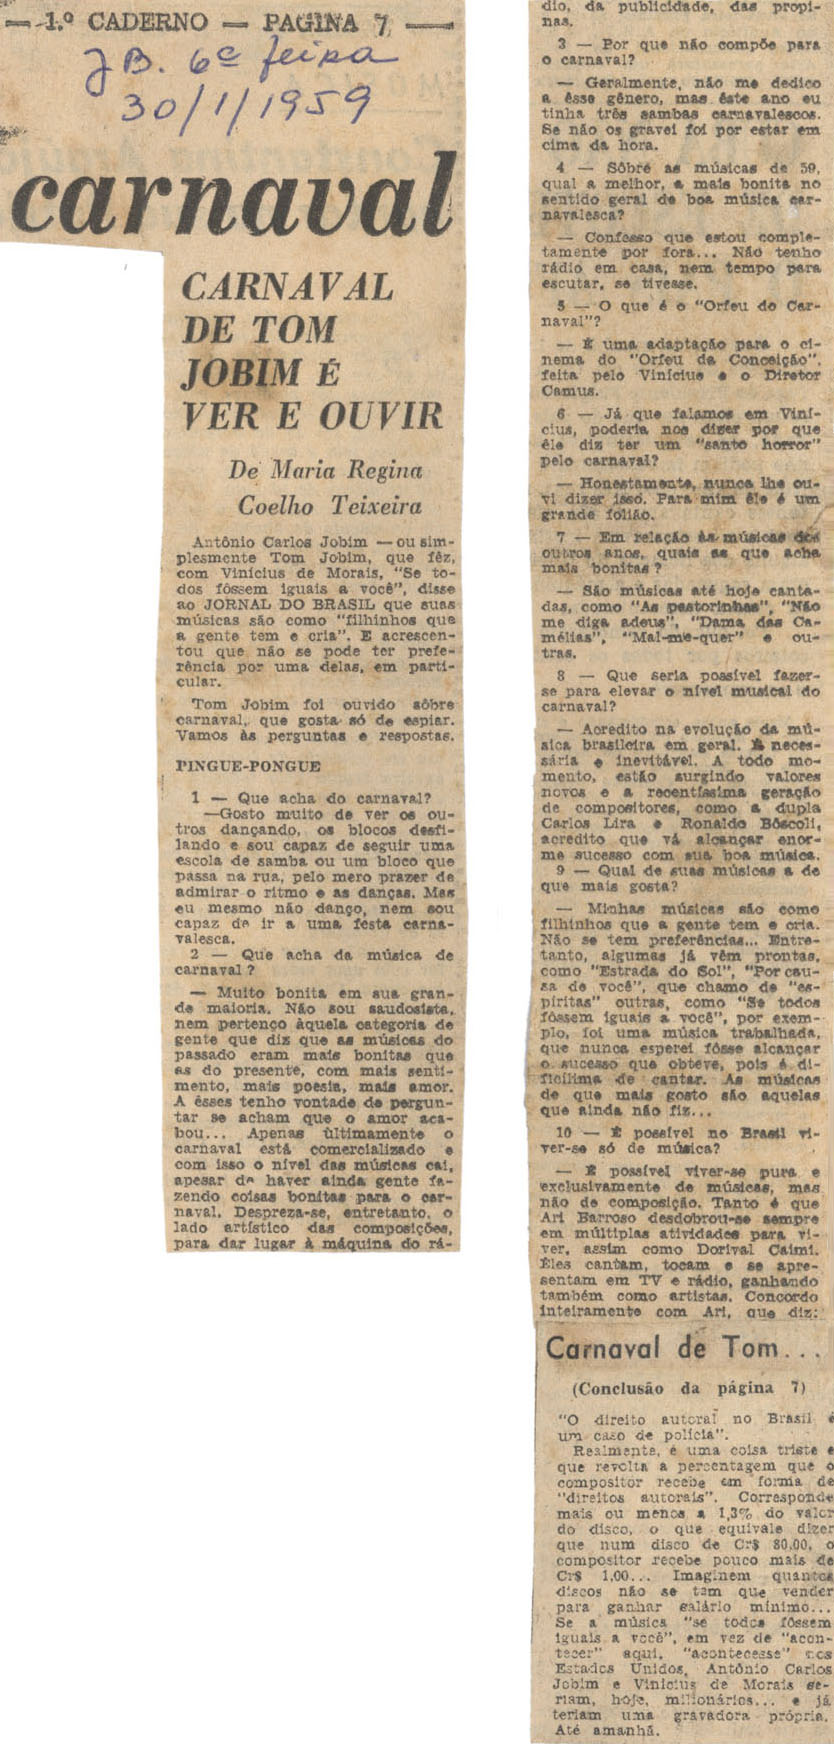 — 1.º CADERNO — PAGINA 7 —
JB. 6ª feira
30/1/1959
carnaval
CARNAVAL
DE TOM
JOBIM É
VER E OUVIR
De Maria Regina
Coelho Teixeira
Antônio Carlos Jobim — ou sim-
plesmente Tom Jobim, que fêz,
com Vinícius de Morais, "Se to-
dos fôssem iguais a você", disse
ao JORNAL DO BRASIL que suas
músicas são como "filhinhos que
a gente tem e cria". E acrescen-
tou que não se pode ter prefe-
rência por uma delas, em parti-
cular.
Tom Jobim foi ouvido sôbre
carnaval, que gosta só de espiar.
Vamos às perguntas e respostas.
PINGUE-PONGUE
1 — Que acha do carnaval?
—Gosto muito de ver os ou-
tros dançando, os blocos desfi-
lando e sou capaz de seguir uma
escola de samba ou um bloco que
passa na rua, pelo mero prazer de
admirar o ritmo e as danças. Mas
eu mesmo não danço, nem sou
capaz de ir a uma festa carna-
valesca.
2 — Que acha da música de
carnaval?
— Muito bonita em sua gran-
de maioria. Não sou saudosista,
nem pertenço àquela categoria de
gente que diz que as músicas do
passado eram mais bonitas que
as do presente, com mais senti-
mento, mais poesia, mais amor.
A êsses tenho vontade de pergun-
tar se acham que o amor aca-
bou... Apenas ùltimamente o
carnaval está comercializado e
com isso o nível das músicas cai,
apesar de haver ainda gente fa-
zendo coisas bonitas para o car-
naval. Despreza-se, entretanto, o
lado artístico das composições,
para dar lugar à máquina do rá-
dio, da publicidade, das propi-
nas.
3 — Por que não compõe para
o carnaval?
— Geralmente, não me dedico
a êsse gênero, mas êste ano eu
tinha três sambas carnavalescos.
Se não os gravei foi por estar em
cima da hora.
4 — Sôbre as músicas de 59,
qual a melhor, a mais bonita no
sentido geral de boa música car-
navalesca?
— Confesso que estou comple-
tamente por fora... Não tenho
rádio em casa, nem tempo para
escutar, se tivesse.
5 — O que é o "Orfeu do Car-
naval"?
— É uma adaptação para o ci-
nema do "Orfeu da Conceição",
feita pelo Vinícius e o Diretor
Camus.
6 — Já que falamos em Viní-
cius, poderia nos dizer por que
êle diz ter um "santo horror"
pelo carnaval?
— Honestamente, nunca lhe ou-
vi dizer isso. Para mim êle é um
grande folião.
7 — Em relação às músicas dos
outros anos, quais as que acha
mais bonitas?
— São músicas até hoje canta-
das, como "As pastorinhas", "Não
me diga adeus", "Dama das Ca-
mélias", "Mal-me-quer" e ou-
tras.
8 — Que seria possível fazer-
se para elevar o nível musical do
carnaval?
— Acredito na evolução da mú-
sica brasileira em geral. É neces-
sária e inevitável. A todo mo-
mento, estão surgindo valores
novos e a recentíssima geração
de compositores, como a dupla
Carlos Lira e Ronaldo Bôscoli,
acredito que vá alcançar enor-
me sucesso com sua boa música.
9 — Qual de suas músicas a de
que mais gosta?
— Minhas músicas são como
filhinhos que a gente tem e cria.
Não se tem preferências... Entre-
tanto, algumas já vêm prontas,
como "Estrada do Sol", "Por cau-
sa de você", que chamo de "es-
píritas" outras, como "Se todos
fôssem iguais a você", por exem-
plo, foi uma música trabalhada,
que nunca esperei fôsse alcançar
o sucesso que obteve, pois é di-
ficílima de cantar. As músicas
de que mais gosto são aquelas
que ainda não fiz...
10 — É possível no Brasil vi-
ver-se só de música?
— É possível viver-se pura e
exclusivamente de músicas, mas
não de composição. Tanto é que
Ari Barroso desdobrou-se sempre
em múltiplas atividades para vi-
ver, assim como Dorival Caimi.
Êles cantam, tocam e se apre-
sentam em TV e rádio, ganhando
também como artistas. Concordo
inteiramente com Ari, que diz:
Carnaval de Tom...
(Conclusão da página 7)
"O direito autoral no Brasil é
um caso de polícia".
Realmente, é uma coisa triste e
que revolta a percentagem que o
compositor recebe em forma de
"direitos autorais". Corresponde
mais ou menos a 1,3% do valor
do disco, o que equivale dizer
que num disco de Cr$ 80,00, o
compositor recebe pouco mais de
Cr$ 1,00... Imaginem quantos
discos não se tem que vender
para ganhar salário mínimo...
Se a música "se todos fôssem
iguais a você", em vez de "acon-
tecer" aqui, "acontecesse" nos
Estados Unidos, Antônio Carlos
Jobim e Vinicius de Morais se-
riam, hoje, milionários... e já
teriam uma gravadora própria.
Até amanhã.